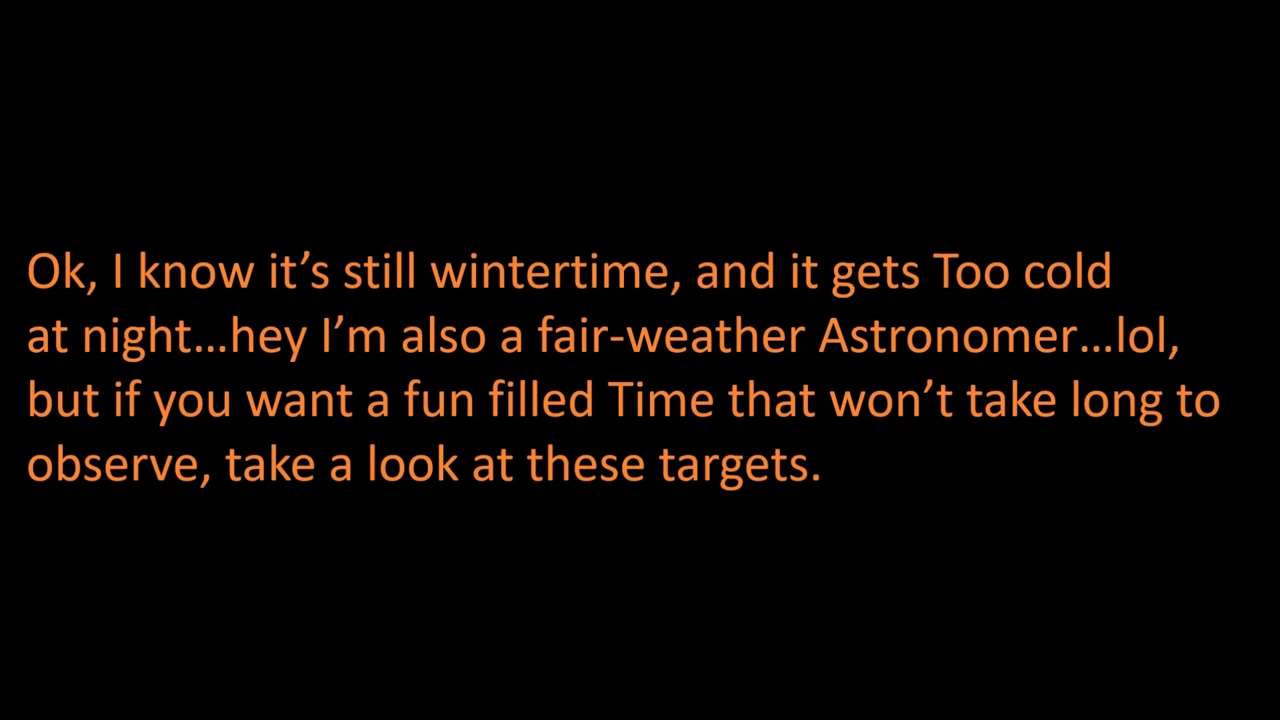 Ok, I know it’s still wintertime, and it gets Too cold
at night...hey I’m also a fair-weather Astronomer...lol,
but if you want a fun filled Time that won’t take long to
observe, take a look at these targets.